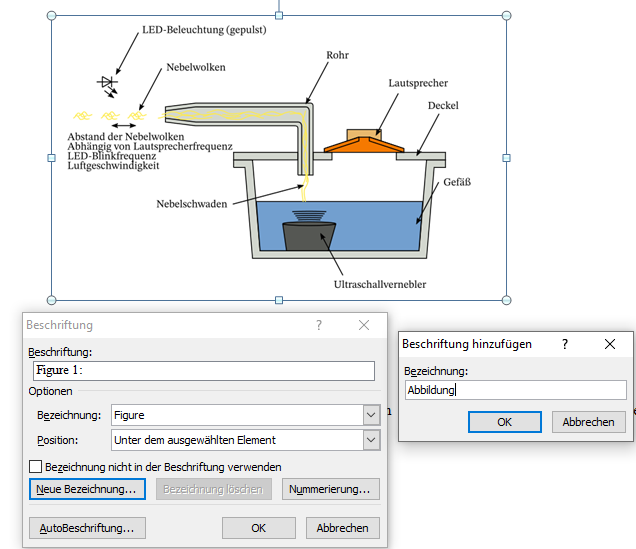 LED-Beleuchtung (gepulst)
Nebelwolken
Rohr
Lautsprecher
Deckel
Abstand der Nebelwolken
Abhängig von Lautsprecherfrequenz
LED-Blinkfrequenz
Luftgeschwindigkeit
Gefäß
Nebelschwaden
Ultraschallvernebler
Beschriftung ? ×
Beschriftung:
Figure 1:
Optionen
Bezeichnung: Figure
Position: Unter dem ausgewählten Element
Bezeichnung nicht in der Beschriftung verwenden
Neue Bezeichnung... Bezeichnung löschen Nummerierung...
AutoBeschriftung... OK Abbrechen
Beschriftung hinzufügen ? ×
Bezeichnung:
Abbildung
OK Abbrechen